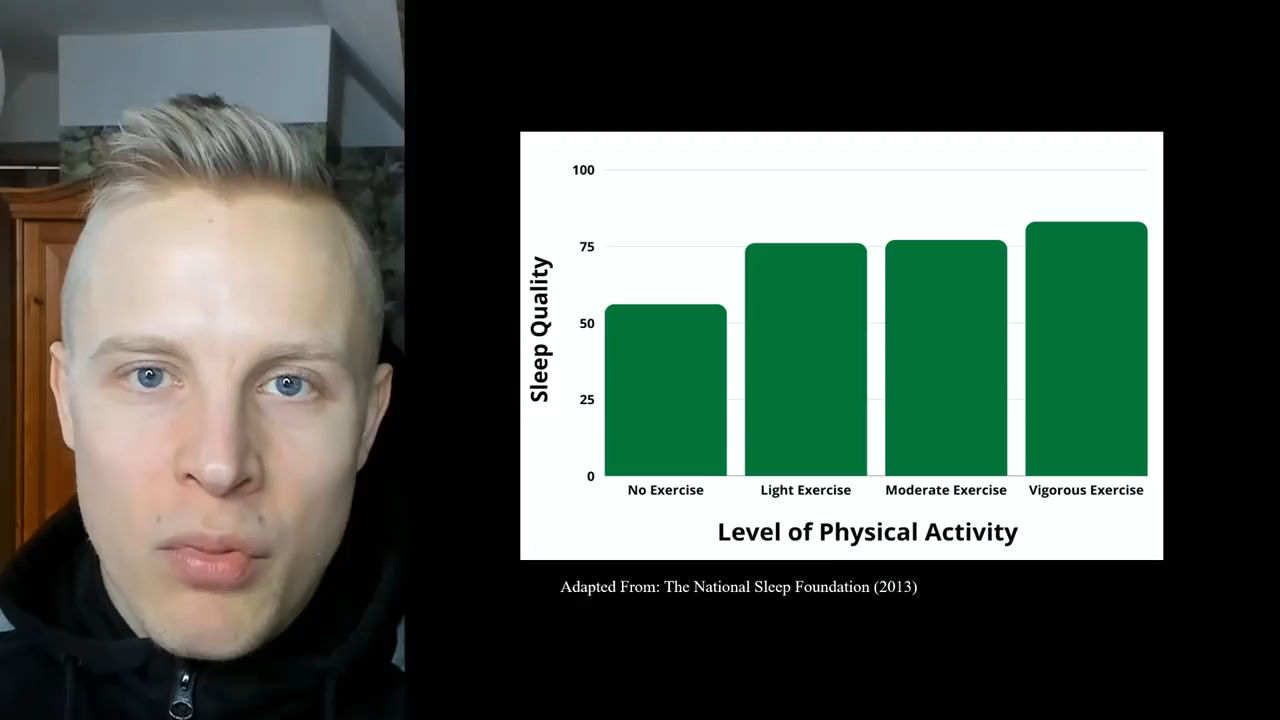 100
75
50
25
0
Sleep Quality
No Exercise Light Exercise Moderate Exercise Vigorous Exercise
Level of Physical Activity
Adapted From: The National Sleep Foundation (2013)